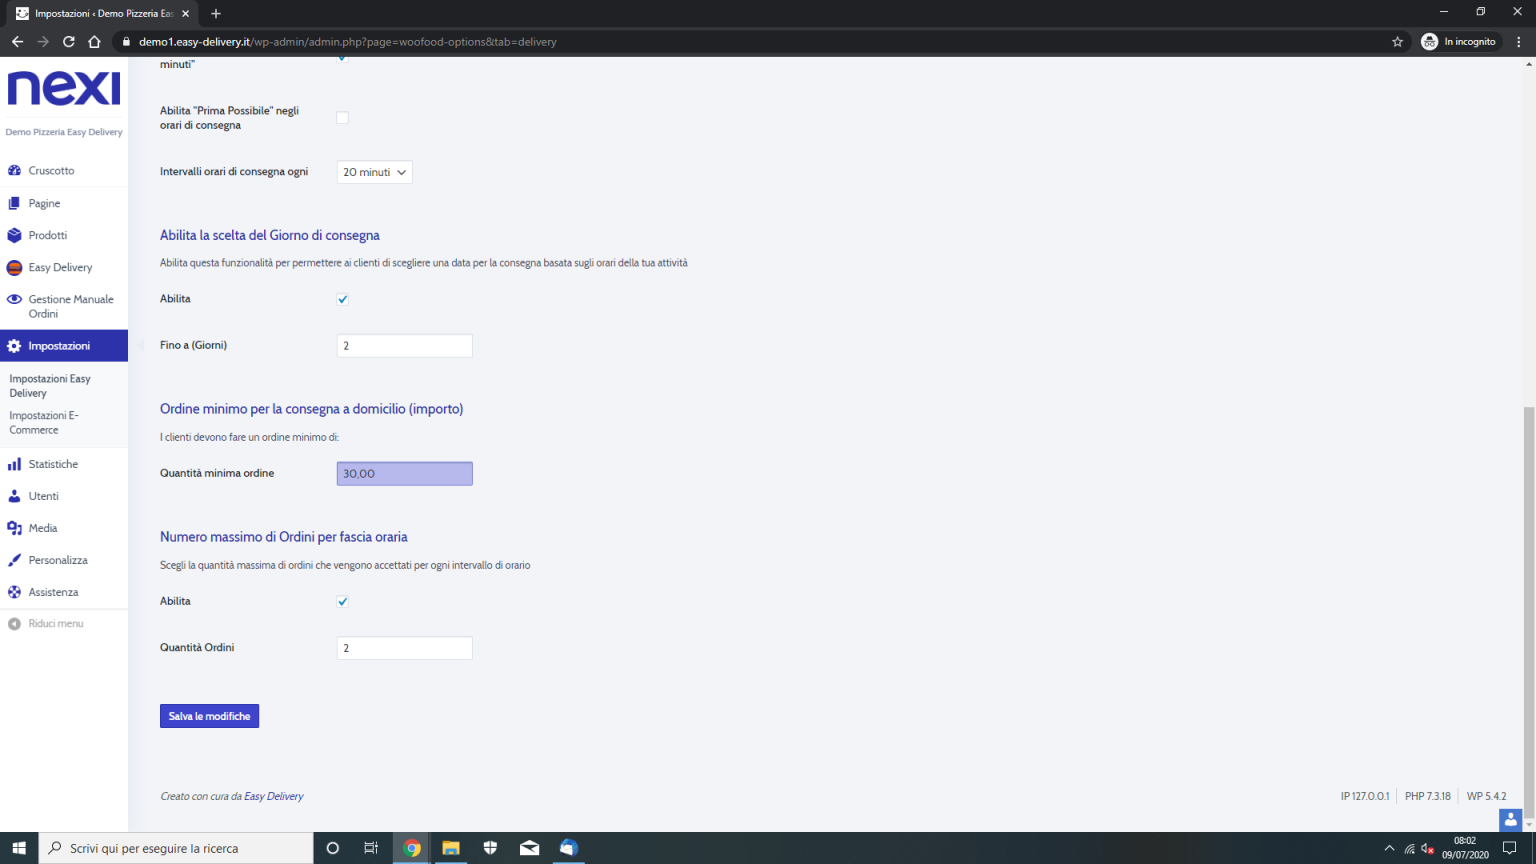 Impostazioni ‹ Demo Pizzeria Eas
demo1.easy-delivery.it/wp-admin/admin.php?page=woofood-options&tab=delivery
In incognito
nexi
Demo Pizzeria Easy Delivery
Cruscotto
Pagine
Prodotti
Easy Delivery
Gestione Manuale
Ordini
Impostazioni
Impostazioni Easy
Delivery
Impostazioni E-
Commerce
Statistiche
Utenti
Media
Personalizza
Assistenza
Riduci menu
minuti"
Abilita "Prima Possibile" negli
orari di consegna
Intervalli orari di consegna ogni
20 minuti
Abilita la scelta del Giorno di consegna
Abilita questa funzionalità per permettere ai clienti di scegliere una data per la consegna basata sugli orari della tua attività
Abilita
Fino a (Giorni)
2
Ordine minimo per la consegna a domicilio (importo)
I clienti devono fare un ordine minimo di:
Quantità minima ordine
30,00
Numero massimo di Ordini per fascia oraria
Scegli la quantità massima di ordini che vengono accettati per ogni intervallo di orario
Abilita
Quantità Ordini
2
Salva le modifiche
Creato con cura da Easy Delivery
IP 127.0.0.1
PHP 7.3.18
WP 5.4.2
Scrivi qui per eseguire la ricerca
08:02
09/07/2020